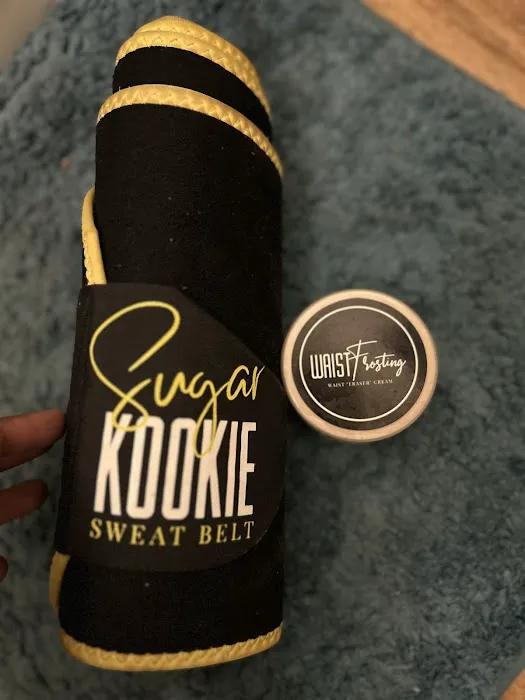 Sugar
KOOKIE
SWEAT BELT
WAIST Frosting
WAIST "ERASER" CREAM